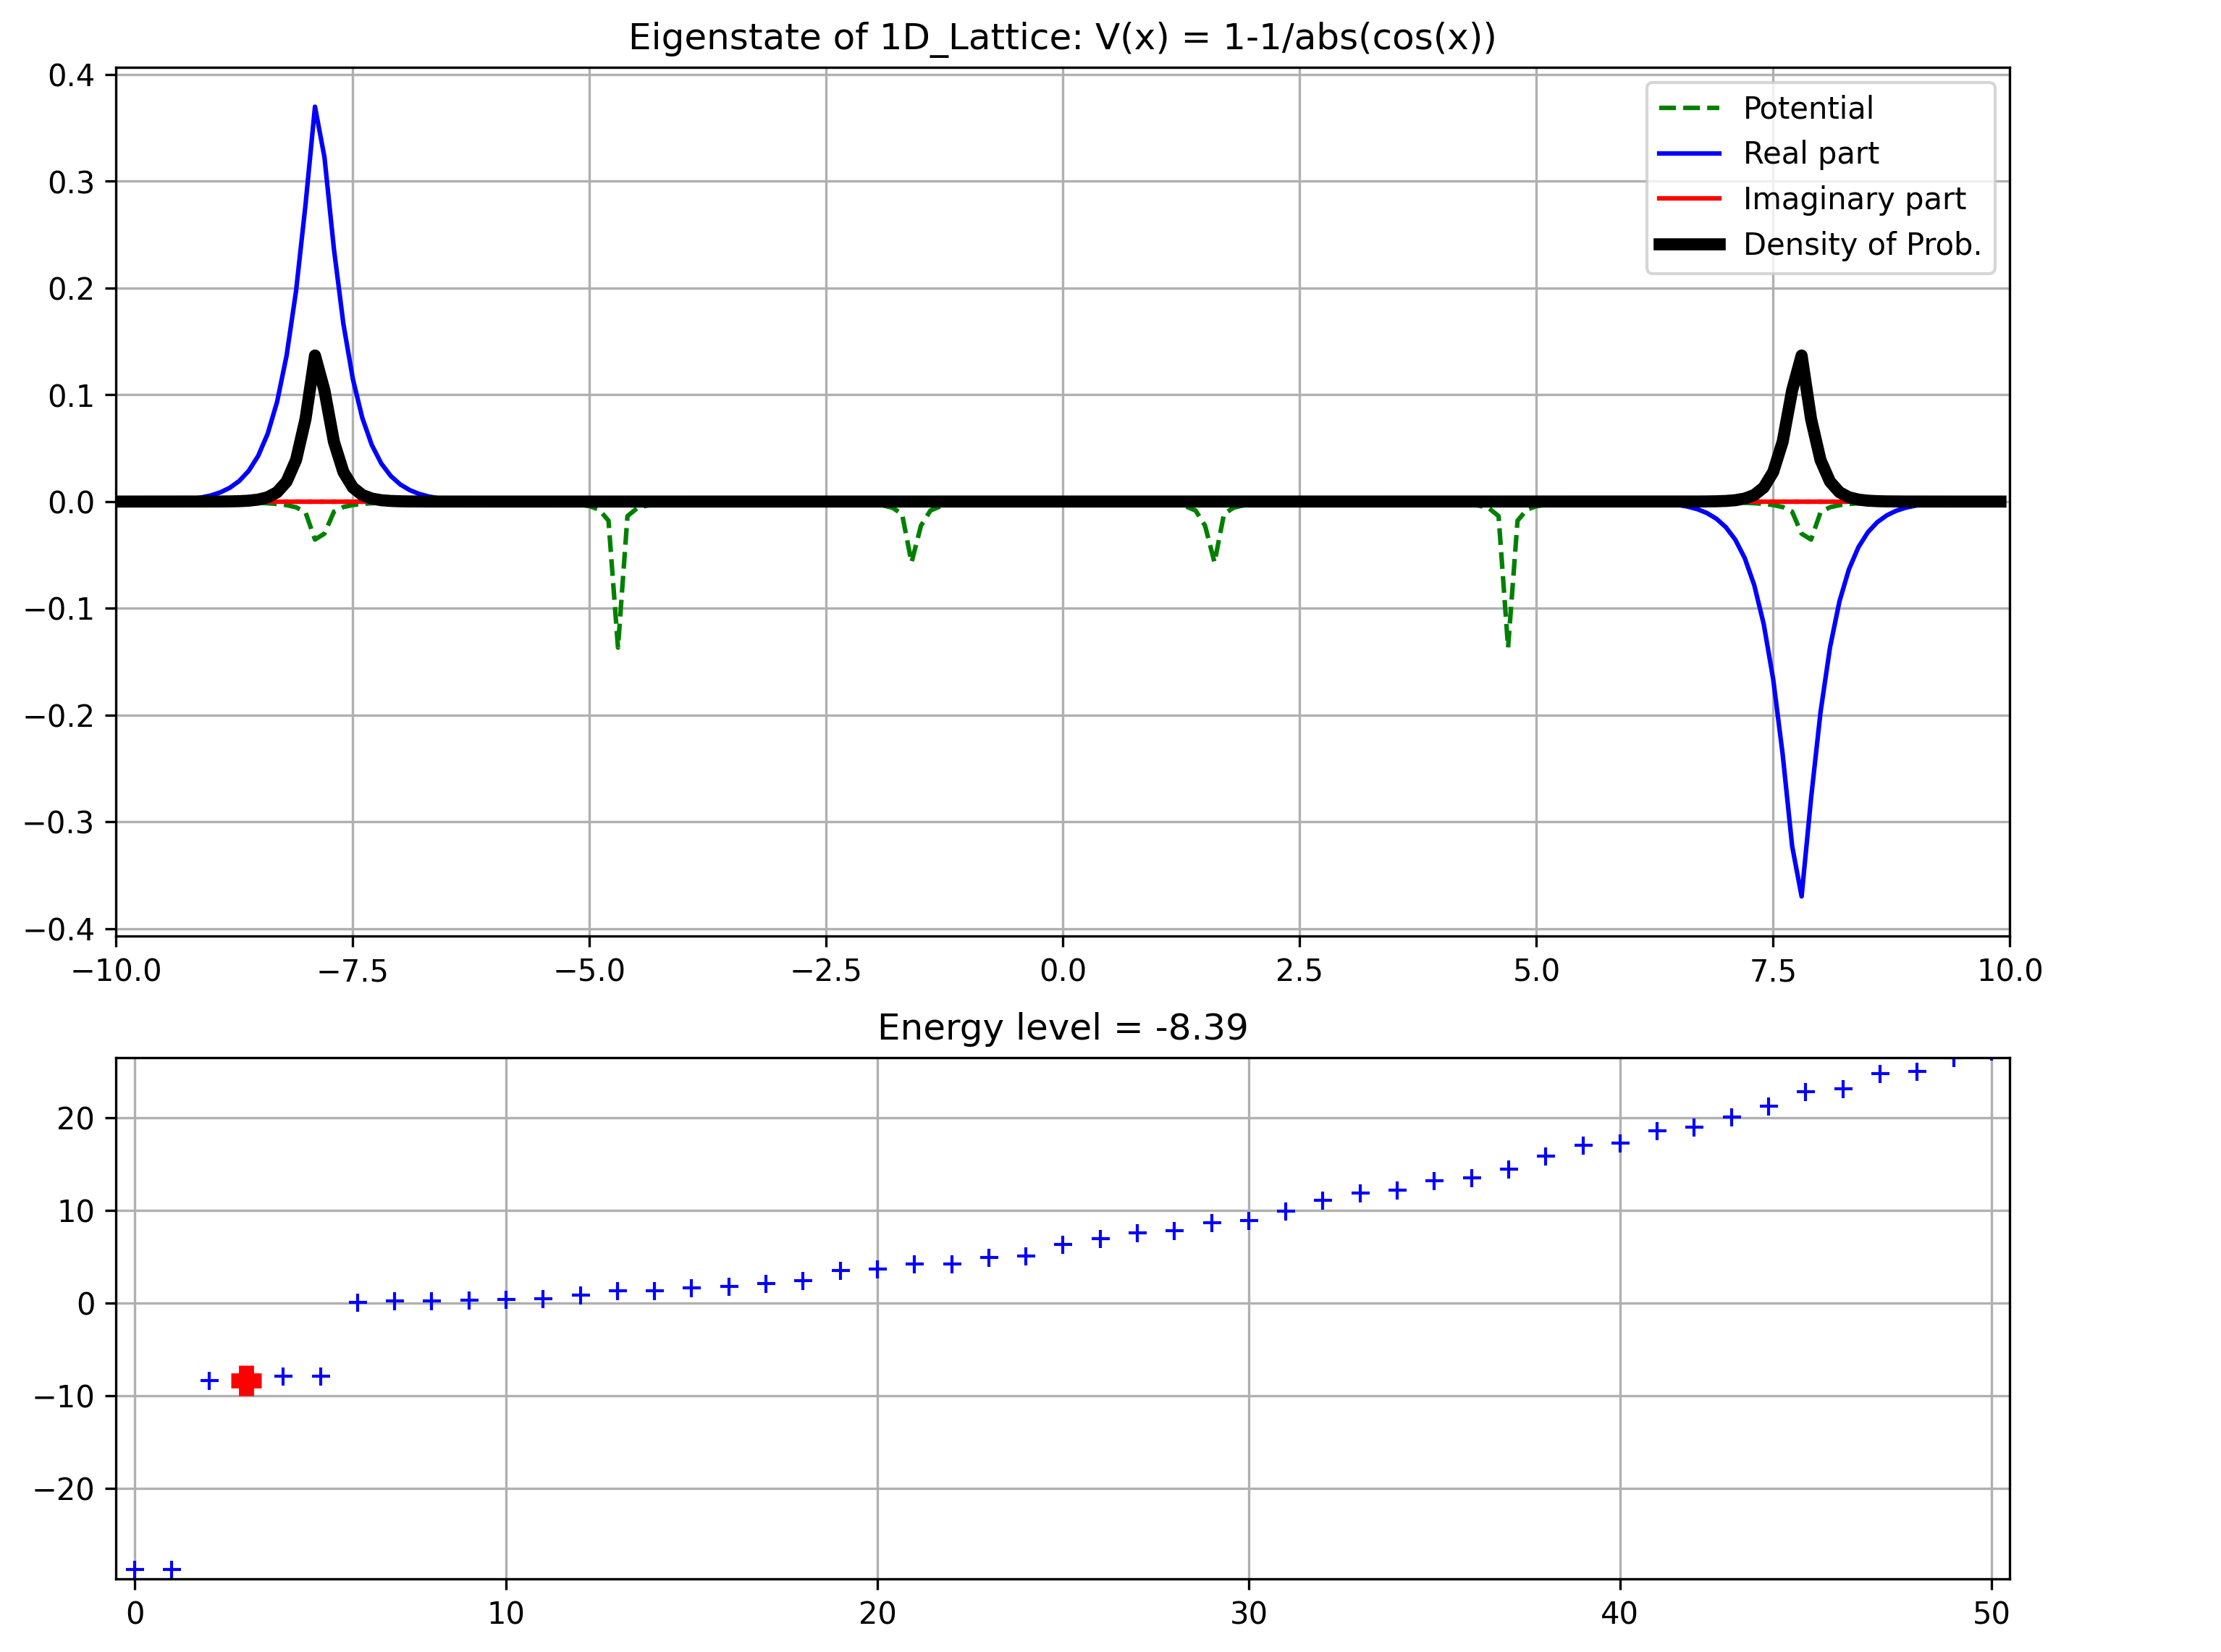 Eigenstate of 1D_Lattice: V(x) = 1-1/abs(cos(x))
0.4
0.3
0.2
0.1
0.0
−0.1
−0.2
−0.3
−0.4
Potential
Real part
Imaginary part
Density of Prob.
−10.0 −7.5 −5.0 −2.5 0.0 2.5 5.0 7.5 10.0
Energy level = -8.39
20
10
0
−10
−20
0 10 20 30 40 50